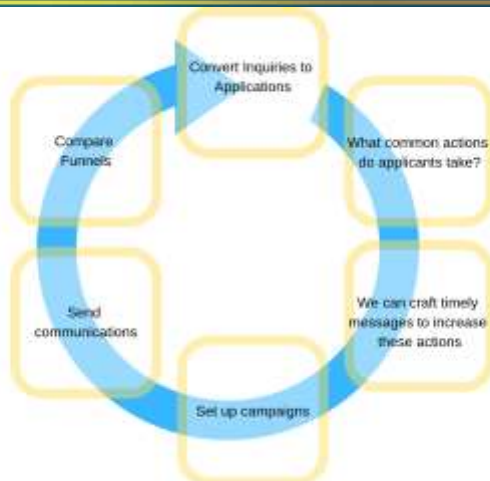 Convert Inquiries to
Applications
What common actions
do applicants take?
We can craft timely
messages to increase
these actions
Set up campaigns
Send
communications
Compare
Funnels